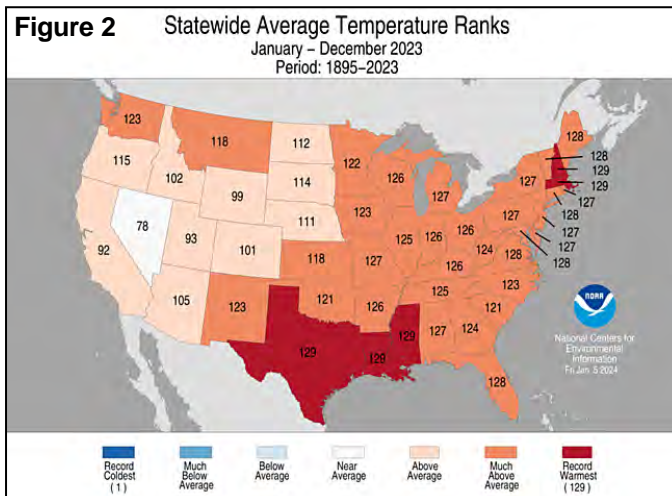 Figure 2
Statewide Average Temperature Ranks
January – December 2023
Period: 1895–2023
123
118
112
122
126
128
115
102
99
114
127
128
129
129
127
128
127
127
128
78
93
101
111
123
125
126
126
127
92
105
123
118
127
126
124
128
121
126
125
123
121
129
129
129
127
124
128
NOAA
National Centers for
Environmental
Information
Fri Jan 5 2024
Record
Coldest
(1)
Much
Below
Average
Below
Average
Near
Average
Above
Average
Much
Above
Average
Record
Warmest
(129)